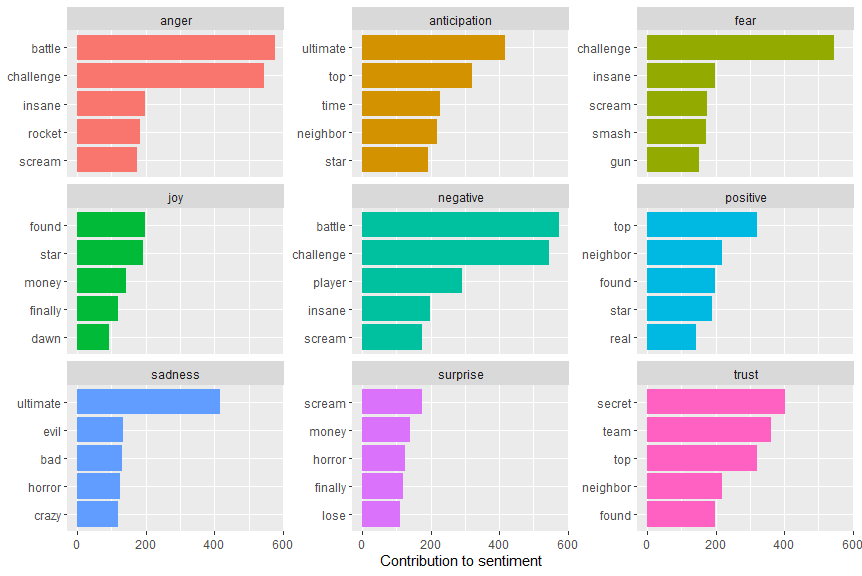 anger
battle
challenge
insane
rocket
scream
anticipation
ultimate
top
time
neighbor
star
fear
challenge
insane
scream
smash
gun
joy
found
star
money
finally
dawn
negative
battle
challenge
player
insane
scream
positive
top
neighbor
found
star
real
sadness
ultimate
evil
bad
horror
crazy
0 200 400 600
surprise
scream
money
horror
finally
lose
0 200 400 600
trust
secret
team
top
neighbor
found
0 200 400 600
Contribution to sentiment